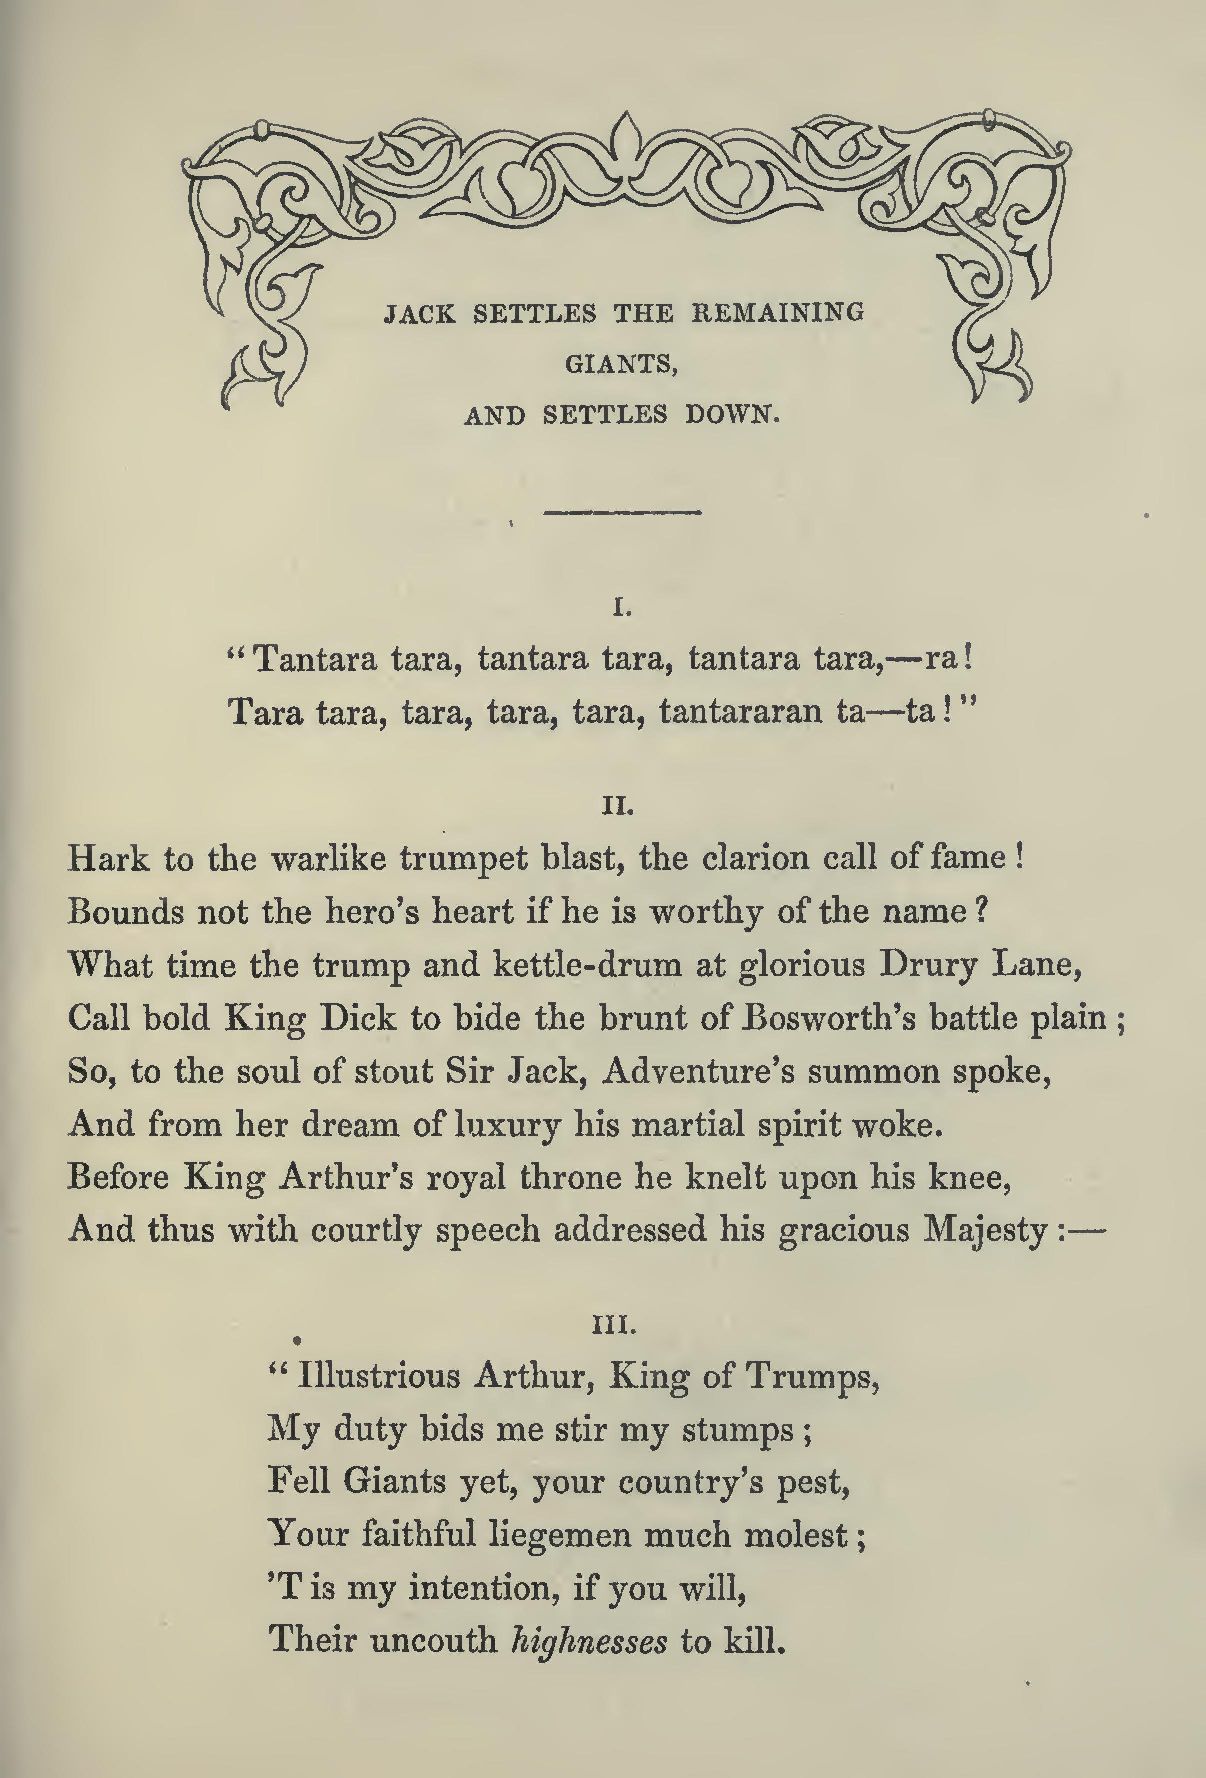 JACK SETTLES THE REMAINING
GIANTS,
AND SETTLES DOWN.
I.
“Tantara tara, tantara tara, tantara tara,—ra!
Tara tara, tara, tara, tara, tantararan ta—ta!”
II.
Hark to the warlike trumpet blast, the clarion call of fame!
Bounds not the hero’s heart if he is worthy of the name?
What time the trump and kettle-drum at glorious Drury Lane,
Call bold King Dick to bide the brunt of Bosworth’s battle plain;
So, to the soul of stout Sir Jack, Adventure’s summon spoke,
And from her dream of luxury his martial spirit woke.
Before King Arthur’s royal throne he knelt upon his knee,
And thus with courtly speech addressed his gracious Majesty:—
III.
“Illustrious Arthur, King of Trumps,
My duty bids me stir my stumps;
Fell Giants yet, your country’s pest,
Your faithful liegemen much molest;
’T is my intention, if you will,
Their uncouth highnesses to kill.